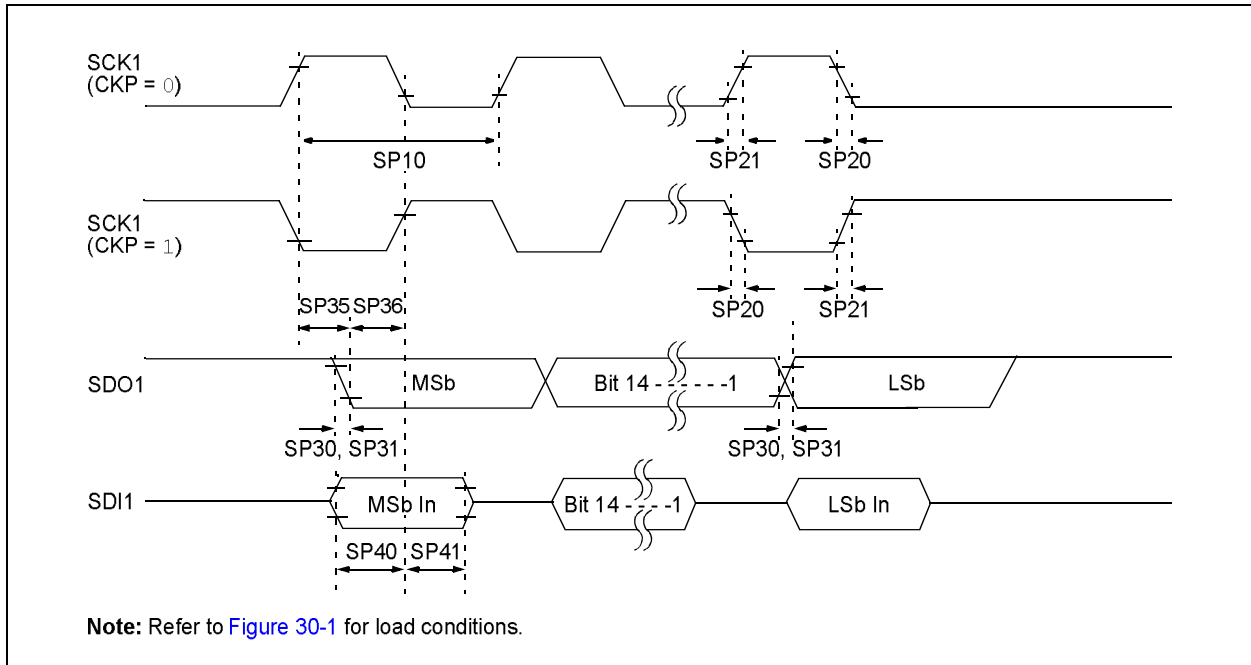 SCK1
(CKP = 0)
SP10
SP21
SP20
SCK1
(CKP = 1)
SP35
SP36
SP20
SP21
SDO1
MSb
Bit 14 - - - - - -1
LSb
SP30, SP31
SP30, SP31
SDI1
MSb In
Bit 14 - - - -1
LSb In
SP40
SP41
Note: Refer to Figure 30-1 for load conditions.